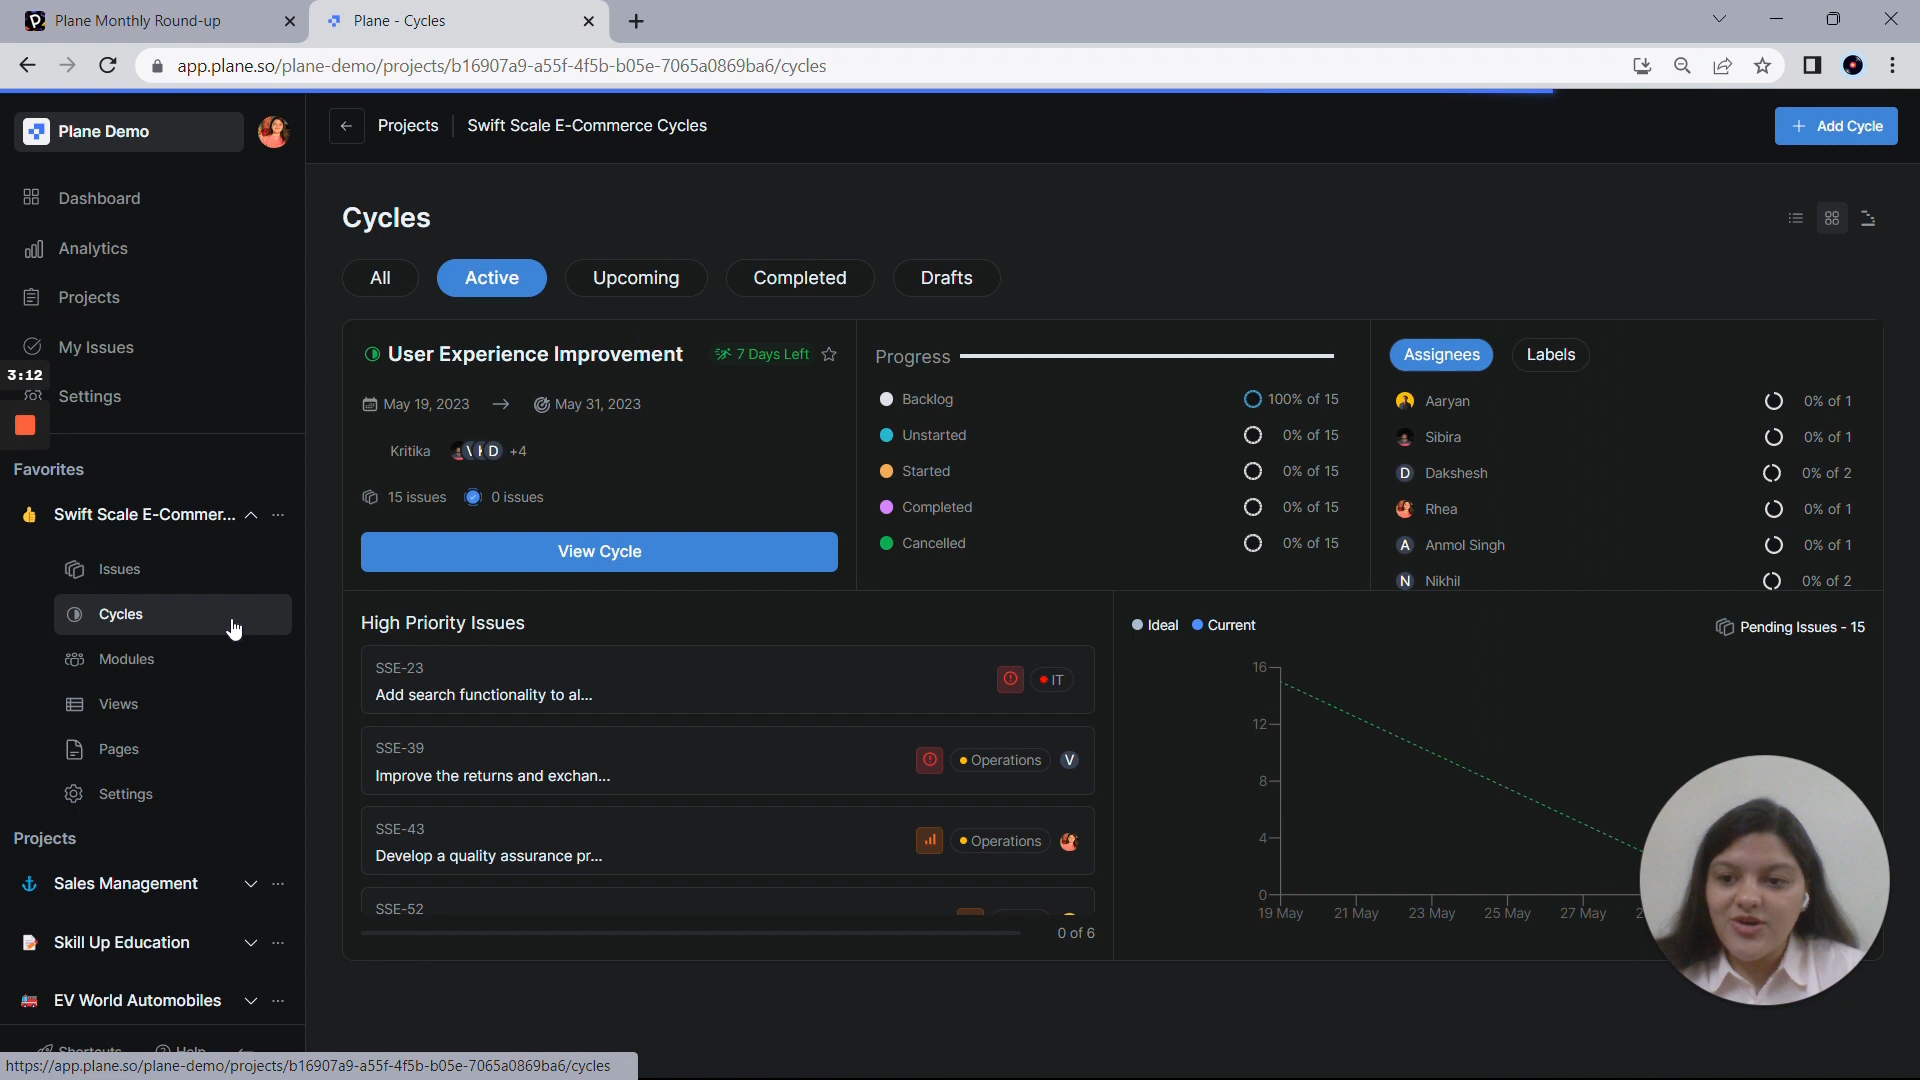 Plane Monthly Round-up
Plane - Cycles
app.plane.so/plane-demo/projects/b16907a9-a55f-4f5b-b05e-7065a0869ba6/cycles
Plane Demo
Projects
Swift Scale E-Commerce Cycles
Add Cycle
Dashboard
Analytics
Projects
My Issues
3:12
Settings
Favorites
Swift Scale E-Commer...
Issues
Cycles
Modules
Views
Pages
Settings
Projects
Sales Management
Skill Up Education
EV World Automobiles
Shortcuts
Help
https://app.plane.so/plane-demo/projects/b16907a9-a55f-4f5b-b05e-7065a0869ba6/cycles
Cycles
All
Active
Upcoming
Completed
Drafts
User Experience Improvement
7 Days Left
May 19, 2023
May 31, 2023
Kritika
D
+4
15 issues
0 issues
View Cycle
Progress
Backlog 100% of 15
Unstarted 0% of 15
Started 0% of 15
Completed 0% of 15
Cancelled 0% of 15
Assignees
Labels
Aaryan 0% of 1
Sibira 0% of 1
D Dakshesh 0% of 2
Rhea 0% of 1
A Anmol Singh 0% of 1
N Nikhil 0% of 2
High Priority Issues
SSE-23
Add search functionality to al...
IT
SSE-39
Improve the returns and exchan...
Operations
V
SSE-43
Develop a quality assurance pr...
Operations
SSE-52
0 of 6
Ideal
Current
Pending Issues - 15
16
12
8
4
0
19 May
21 May
23 May
25 May
27 May